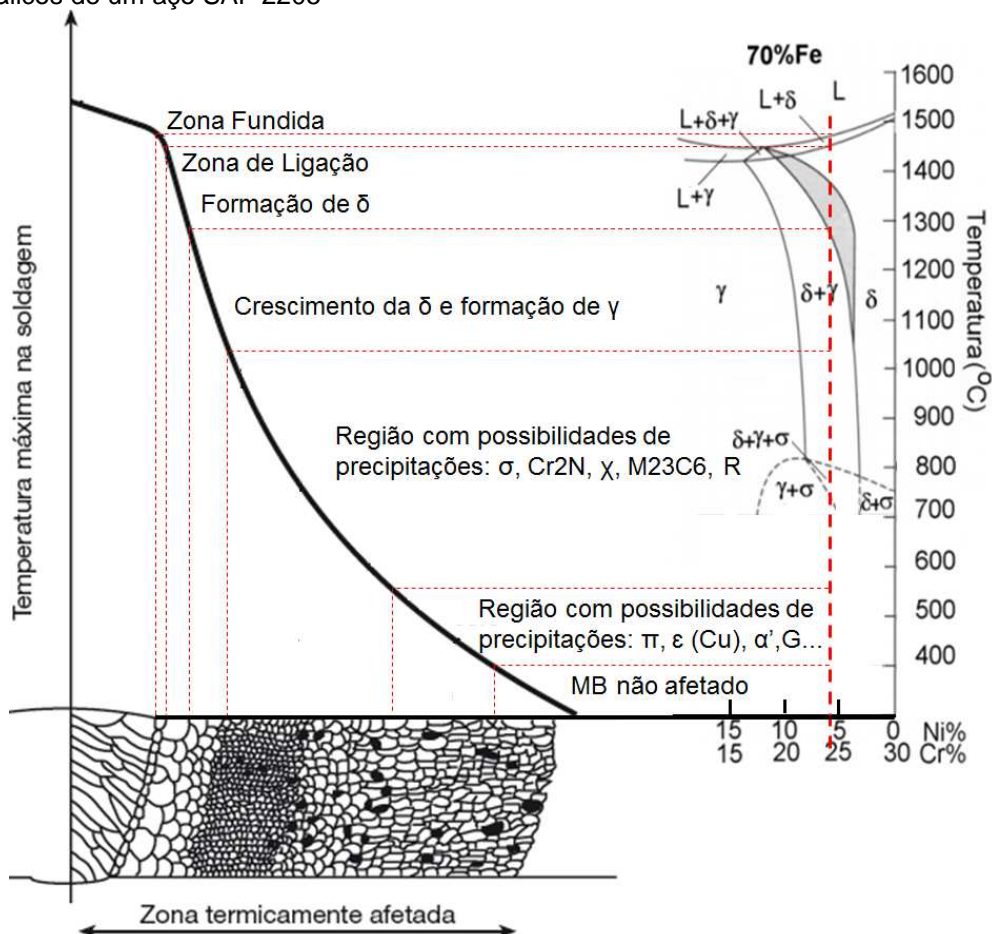 de um aço SAF 2205
70%Fe
Temperatura máxima na soldagem
Zona Fundida
Zona de Ligação
Formação de δ
Crescimento da δ e formação de γ
Região com possibilidades de
precipitações: σ, Cr2N, χ, M23C6, R
Região com possibilidades de
precipitações: π, ε (Cu), α’,G...
MB não afetado
L+δ+γ
L+δ
L
L+γ
γ
δ+γ
δ
δ+γ+σ
γ+σ
δ+σ
1600
1500
1400
1300
1200
1100
1000
900
800
700
600
500
400
Temperatura(ºC)
15 10 5 0 Ni%
15 20 25 30 Cr%
Zona termicamente afetada